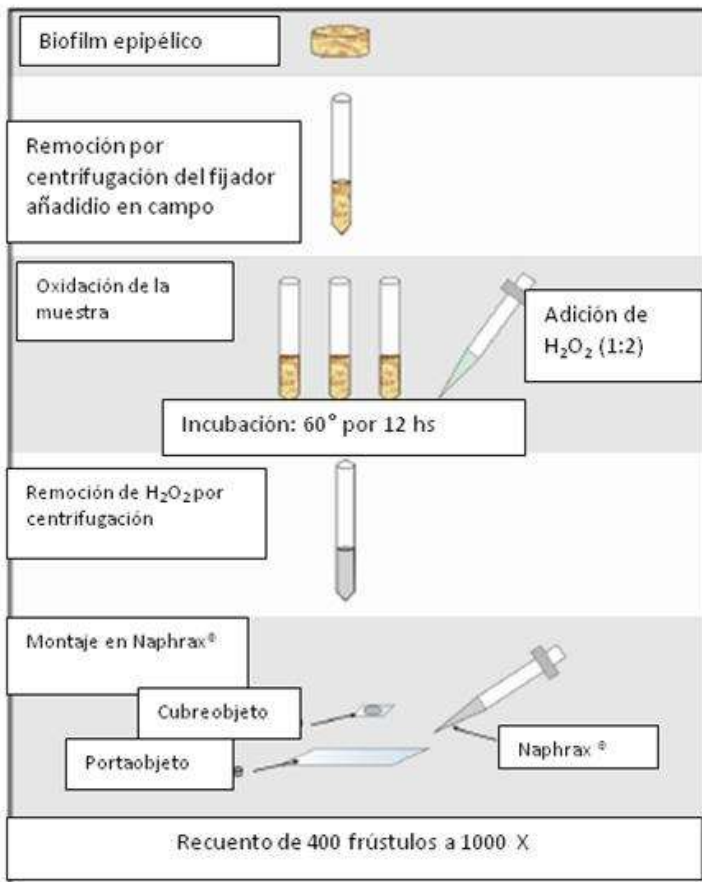 Biofilm epipélico
Remoción por
centrifugación del fijador
añadidio en campo
Oxidación de la
muestra
Adición de
H₂O₂ (1:2)
Incubación: 60° por 12 hs
Remoción de H₂O₂ por
centrifugación
Montaje en Naphrax®
Cubreobjeto
Portaobjeto
e
Naphrax ®
Recuento de 400 frústulos a 1000 X